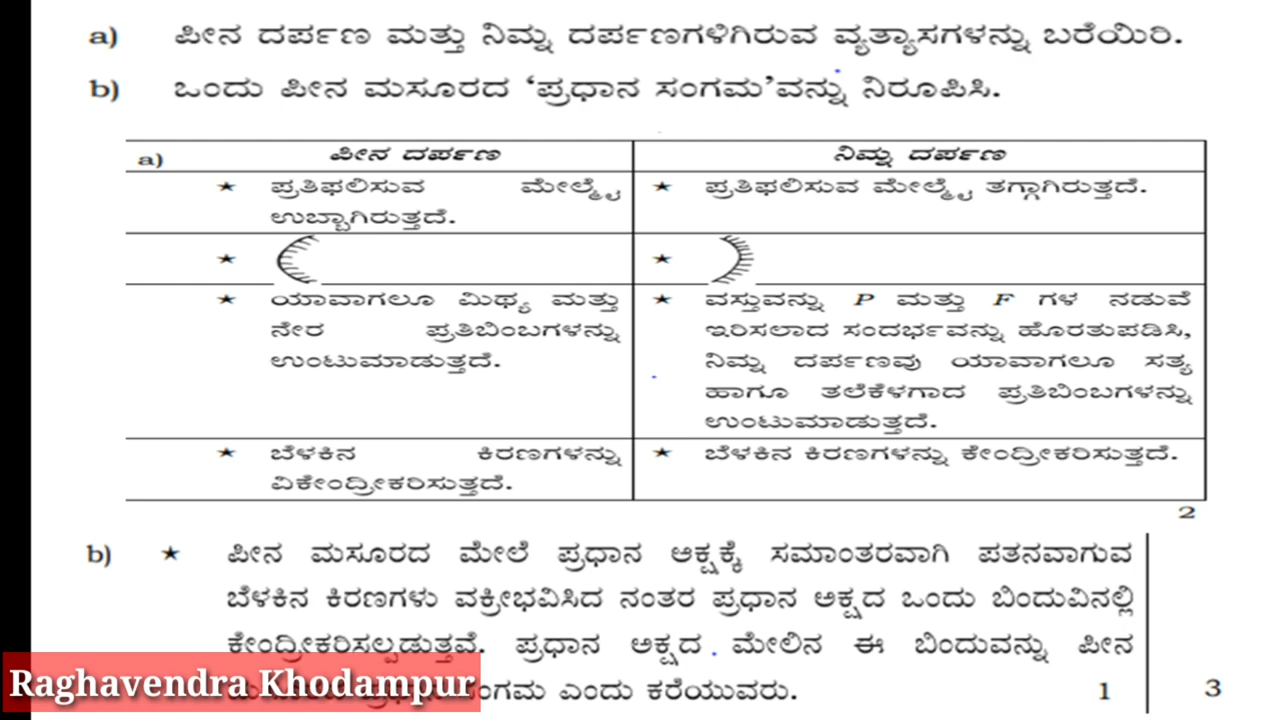 a) ಪೀನ ದರ್ಪಣ ಮತ್ತು ನಿಮ್ನ ದರ್ಪಣಗಳಿಗಿರುವ ವ್ಯತ್ಯಾಸಗಳನ್ನು ಬರೆಯಿರಿ.
b) ಒಂದು ಪೀನ ಮಸೂರದ ‘ಪ್ರಧಾನ ಸಂಗಮ’ವನ್ನು ನಿರೂಪಿಸಿ.
a) ಪೀನ ದರ್ಪಣ
★ ಪ್ರತಿಫಲಿಸುವ ಮೇಲ್ಮೈ
ಉಬ್ಬಾಗಿರುತ್ತದೆ.
★
★ ಯಾವಾಗಲೂ ಮಿಥ್ಯ ಮತ್ತು
ನೇರ ಪ್ರತಿಬಿಂಬಗಳನ್ನು
ಉಂಟುಮಾಡುತ್ತದೆ.
★ ಬೆಳಕಿನ ಕಿರಣಗಳನ್ನು
ವಿಕೇಂದ್ರೀಕರಿಸುತ್ತದೆ.
ನಿಮ್ನ ದರ್ಪಣ
★ ಪ್ರತಿಫಲಿಸುವ ಮೇಲ್ಮೈ ತಗ್ಗಾಗಿರುತ್ತದೆ.
★
★ ವಸ್ತುವನ್ನು P ಮತ್ತು F ಗಳ ನಡುವೆ
ಇರಿಸಲಾದ ಸಂದರ್ಭವನ್ನು ಹೊರತುಪಡಿಸಿ,
ನಿಮ್ನ ದರ್ಪಣವು ಯಾವಾಗಲೂ ಸತ್ಯ
ಹಾಗೂ ತಲೆಕೆಳಗಾದ ಪ್ರತಿಬಿಂಬಗಳನ್ನು
ಉಂಟುಮಾಡುತ್ತದೆ.
★ ಬೆಳಕಿನ ಕಿರಣಗಳನ್ನು ಕೇಂದ್ರೀಕರಿಸುತ್ತದೆ.
2
b) ★ ಪೀನ ಮಸೂರದ ಮೇಲೆ ಪ್ರಧಾನ ಅಕ್ಷಕ್ಕೆ ಸಮಾಂತರವಾಗಿ ಪತನವಾಗುವ
ಬೆಳಕಿನ ಕಿರಣಗಳು ವಕ್ರೀಭವಿಸಿದ ನಂತರ ಪ್ರಧಾನ ಅಕ್ಷದ ಒಂದು ಬಿಂದುವಿನಲ್ಲಿ
ಕೇಂದ್ರೀಕರಿಸಲ್ಪಡುತ್ತವೆ. ಪ್ರಧಾನ ಅಕ್ಷದ ಮೇಲಿನ ಈ ಬಿಂದುವನ್ನು ಪೀನ
ಎಂದು ಕರೆಯುವರು. 1 3
Raghavendra Khodampur